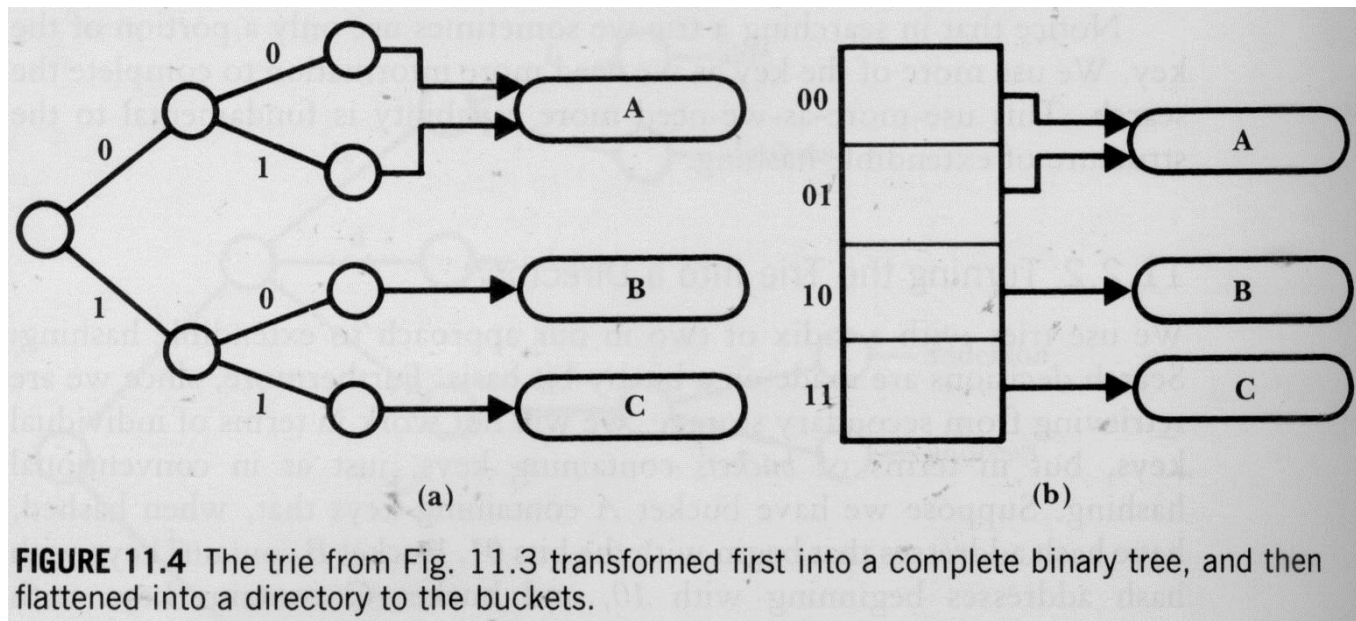 0
0
A
1
1
0
B
1
C
(a)
00
A
01
10
B
11
C
(b)
FIGURE 11.4 The trie from Fig. 11.3 transformed first into a complete binary tree, and then
flattened into a directory to the buckets.